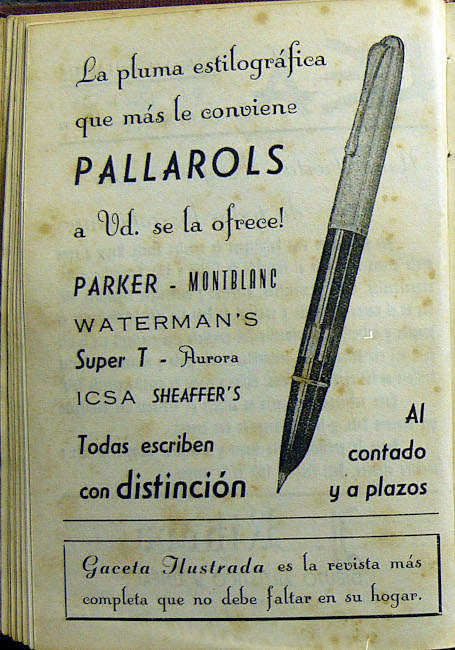 La pluma estilográfica
que más le conviene
PALLAROLS
a Vd. se la ofrece!
PARKER - MONTBLANC
WATERMAN'S
Super T - Aurora
ICSA SHEAFFER'S
Todas escriben
con distinción
Al
contado
y a plazos
Gaceta Ilustrada es la revista más
completa que no debe faltar en su hogar.